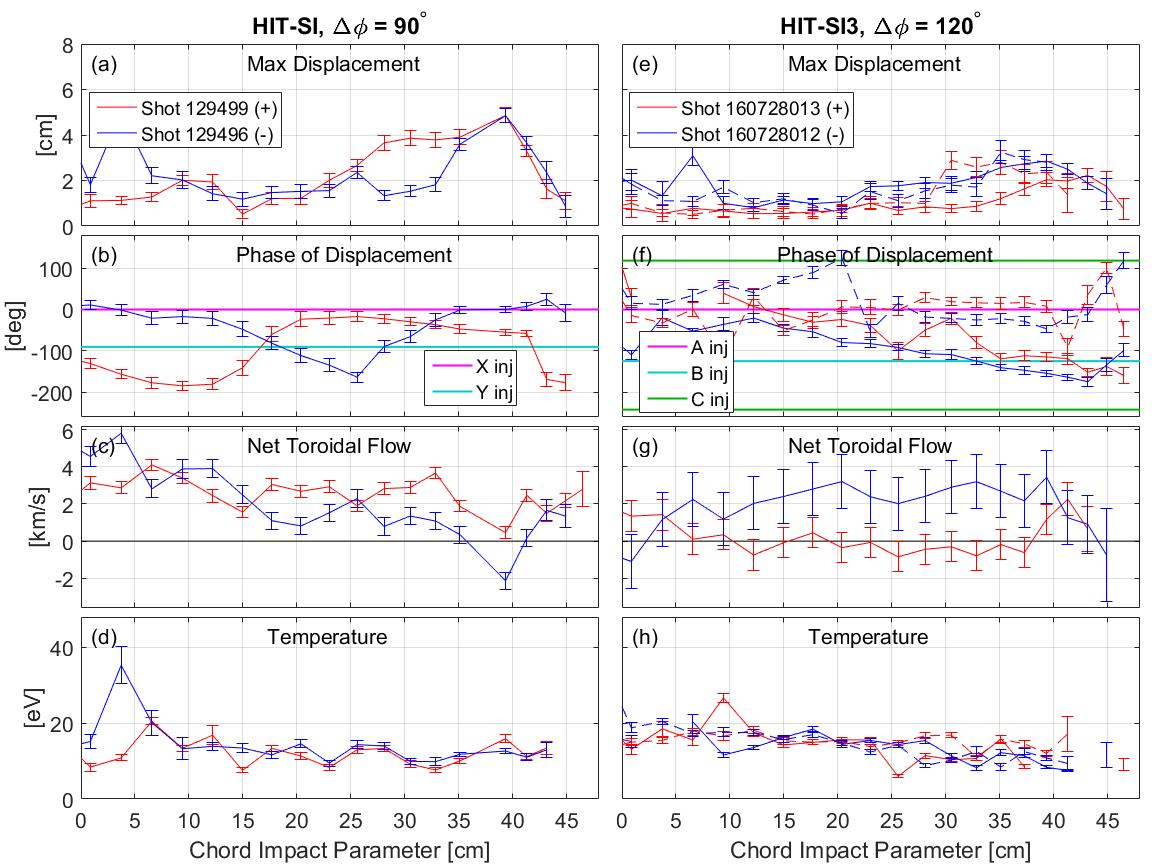 HIT-SI, Δϕ = 90°
(a) Max Displacement
Shot 129499 (+)
Shot 129496 (-)
[cm]
8
6
4
2
0
(b) Phase of Displacement
[deg]
100
0
-100
-200
X inj
Y inj
(c) Net Toroidal Flow
[km/s]
6
4
2
0
-2
(d) Temperature
[eV]
40
20
0
0 5 10 15 20 25 30 35 40 45
Chord Impact Parameter [cm]
HIT-SI3, Δϕ = 120°
(e) Max Displacement
Shot 160728013 (+)
Shot 160728012 (-)
(f) Phase of Displacement
A inj
B inj
C inj
(g) Net Toroidal Flow
(h) Temperature
0 5 10 15 20 25 30 35 40 45
Chord Impact Parameter [cm]